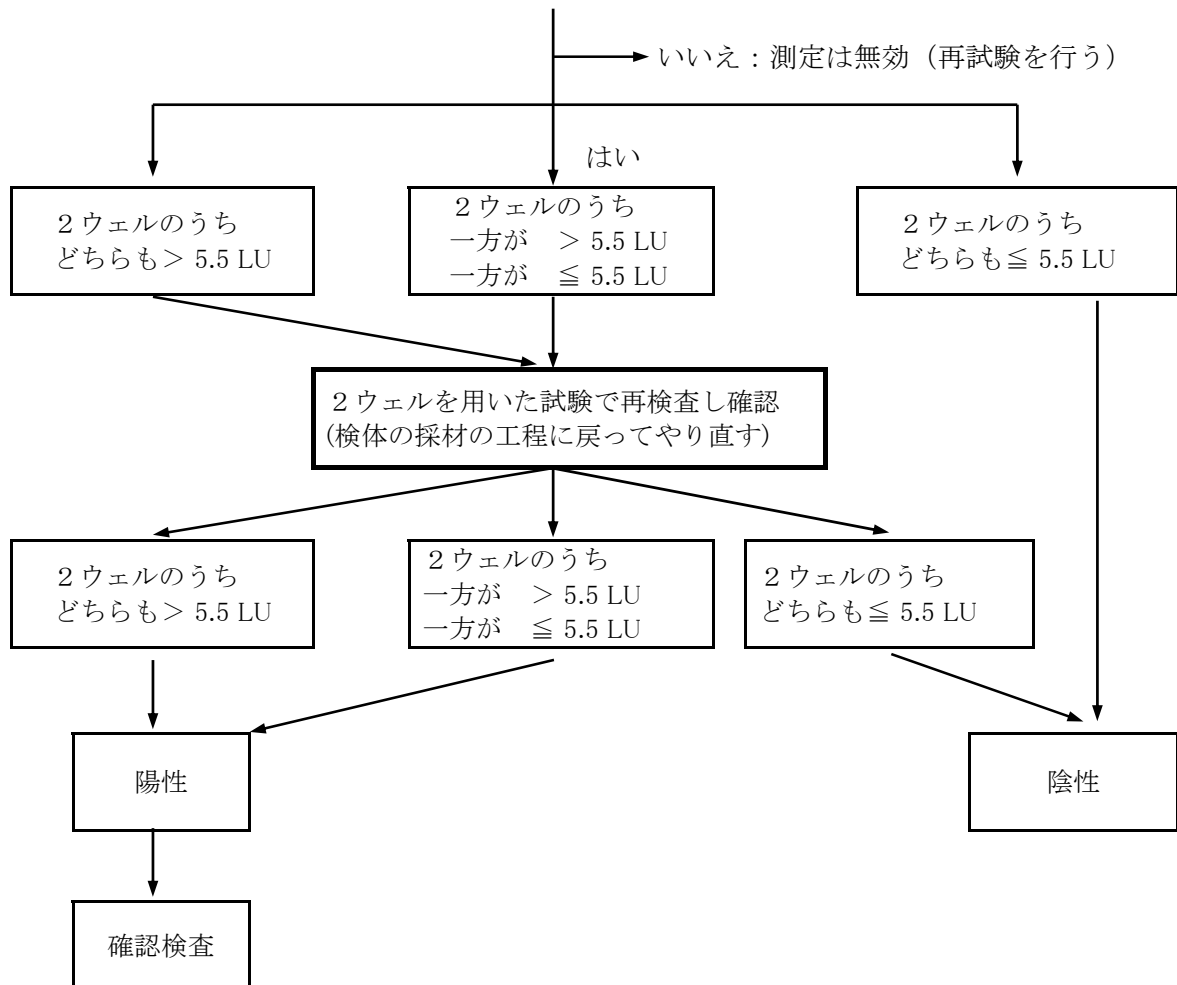 いいえ：測定は無効（再試験を行う）
はい
２ウェルのうち
どちらも＞ 5.5 LU
２ウェルのうち
一方が　＞ 5.5 LU
一方が　≦ 5.5 LU
２ウェルのうち
どちらも≦ 5.5 LU
２ウェルを用いた試験で再検査し確認
(検体の採材の工程に戻ってやり直す)
２ウェルのうち
どちらも＞ 5.5 LU
２ウェルのうち
一方が　＞ 5.5 LU
一方が　≦ 5.5 LU
２ウェルのうち
どちらも≦ 5.5 LU
陽性
陰性
確認検査